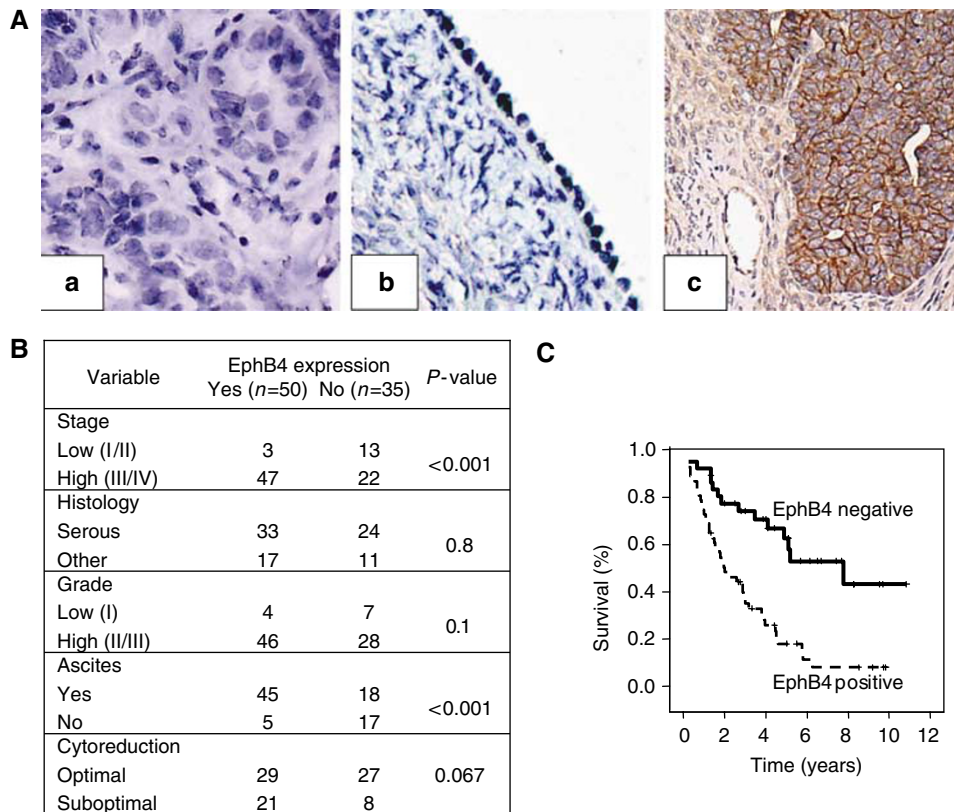 A
a
b
c
B
Variable EphB4 expression P-value
Yes (n=50) No (n=35)
Stage
Low (I/II) 3 13 <0.001
High (III/IV) 47 22
Histology
Serous 33 24 0.8
Other 17 11
Grade
Low (I) 4 7 0.1
High (II/III) 46 28
Ascites
Yes 45 18 <0.001
No 5 17
Cytoreduction
Optimal 29 27 0.067
Suboptimal 21 8
C
1.0
0.8
0.6
0.4
0.2
0.0
Survival (%)
EphB4 negative
EphB4 positive
0 2 4 6 8 10 12
Time (years)